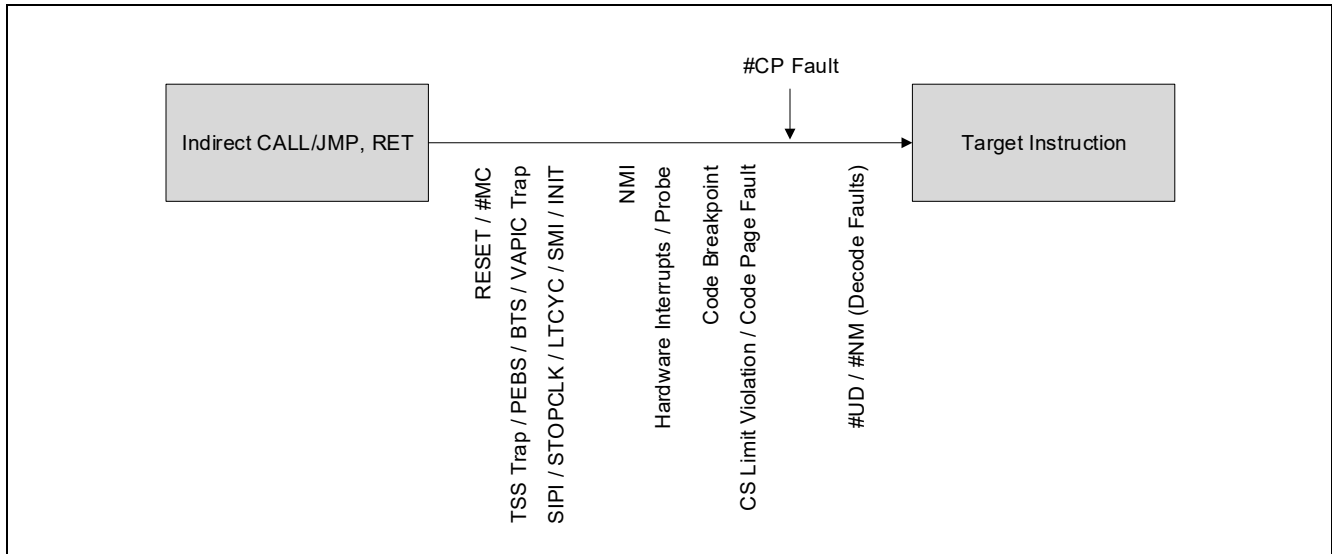 #CP Fault
Indirect CALL/JMP, RET
Target Instruction
RESET / #MC
TSS Trap / PEBS / BTS / VAPIC Trap
SIPI / STOPCLK / LTCYC / SMI / INIT
NMI
Hardware Interrupts / Probe
Code Breakpoint
CS Limit Violation / Code Page Fault
#UD / #NM (Decode Faults)